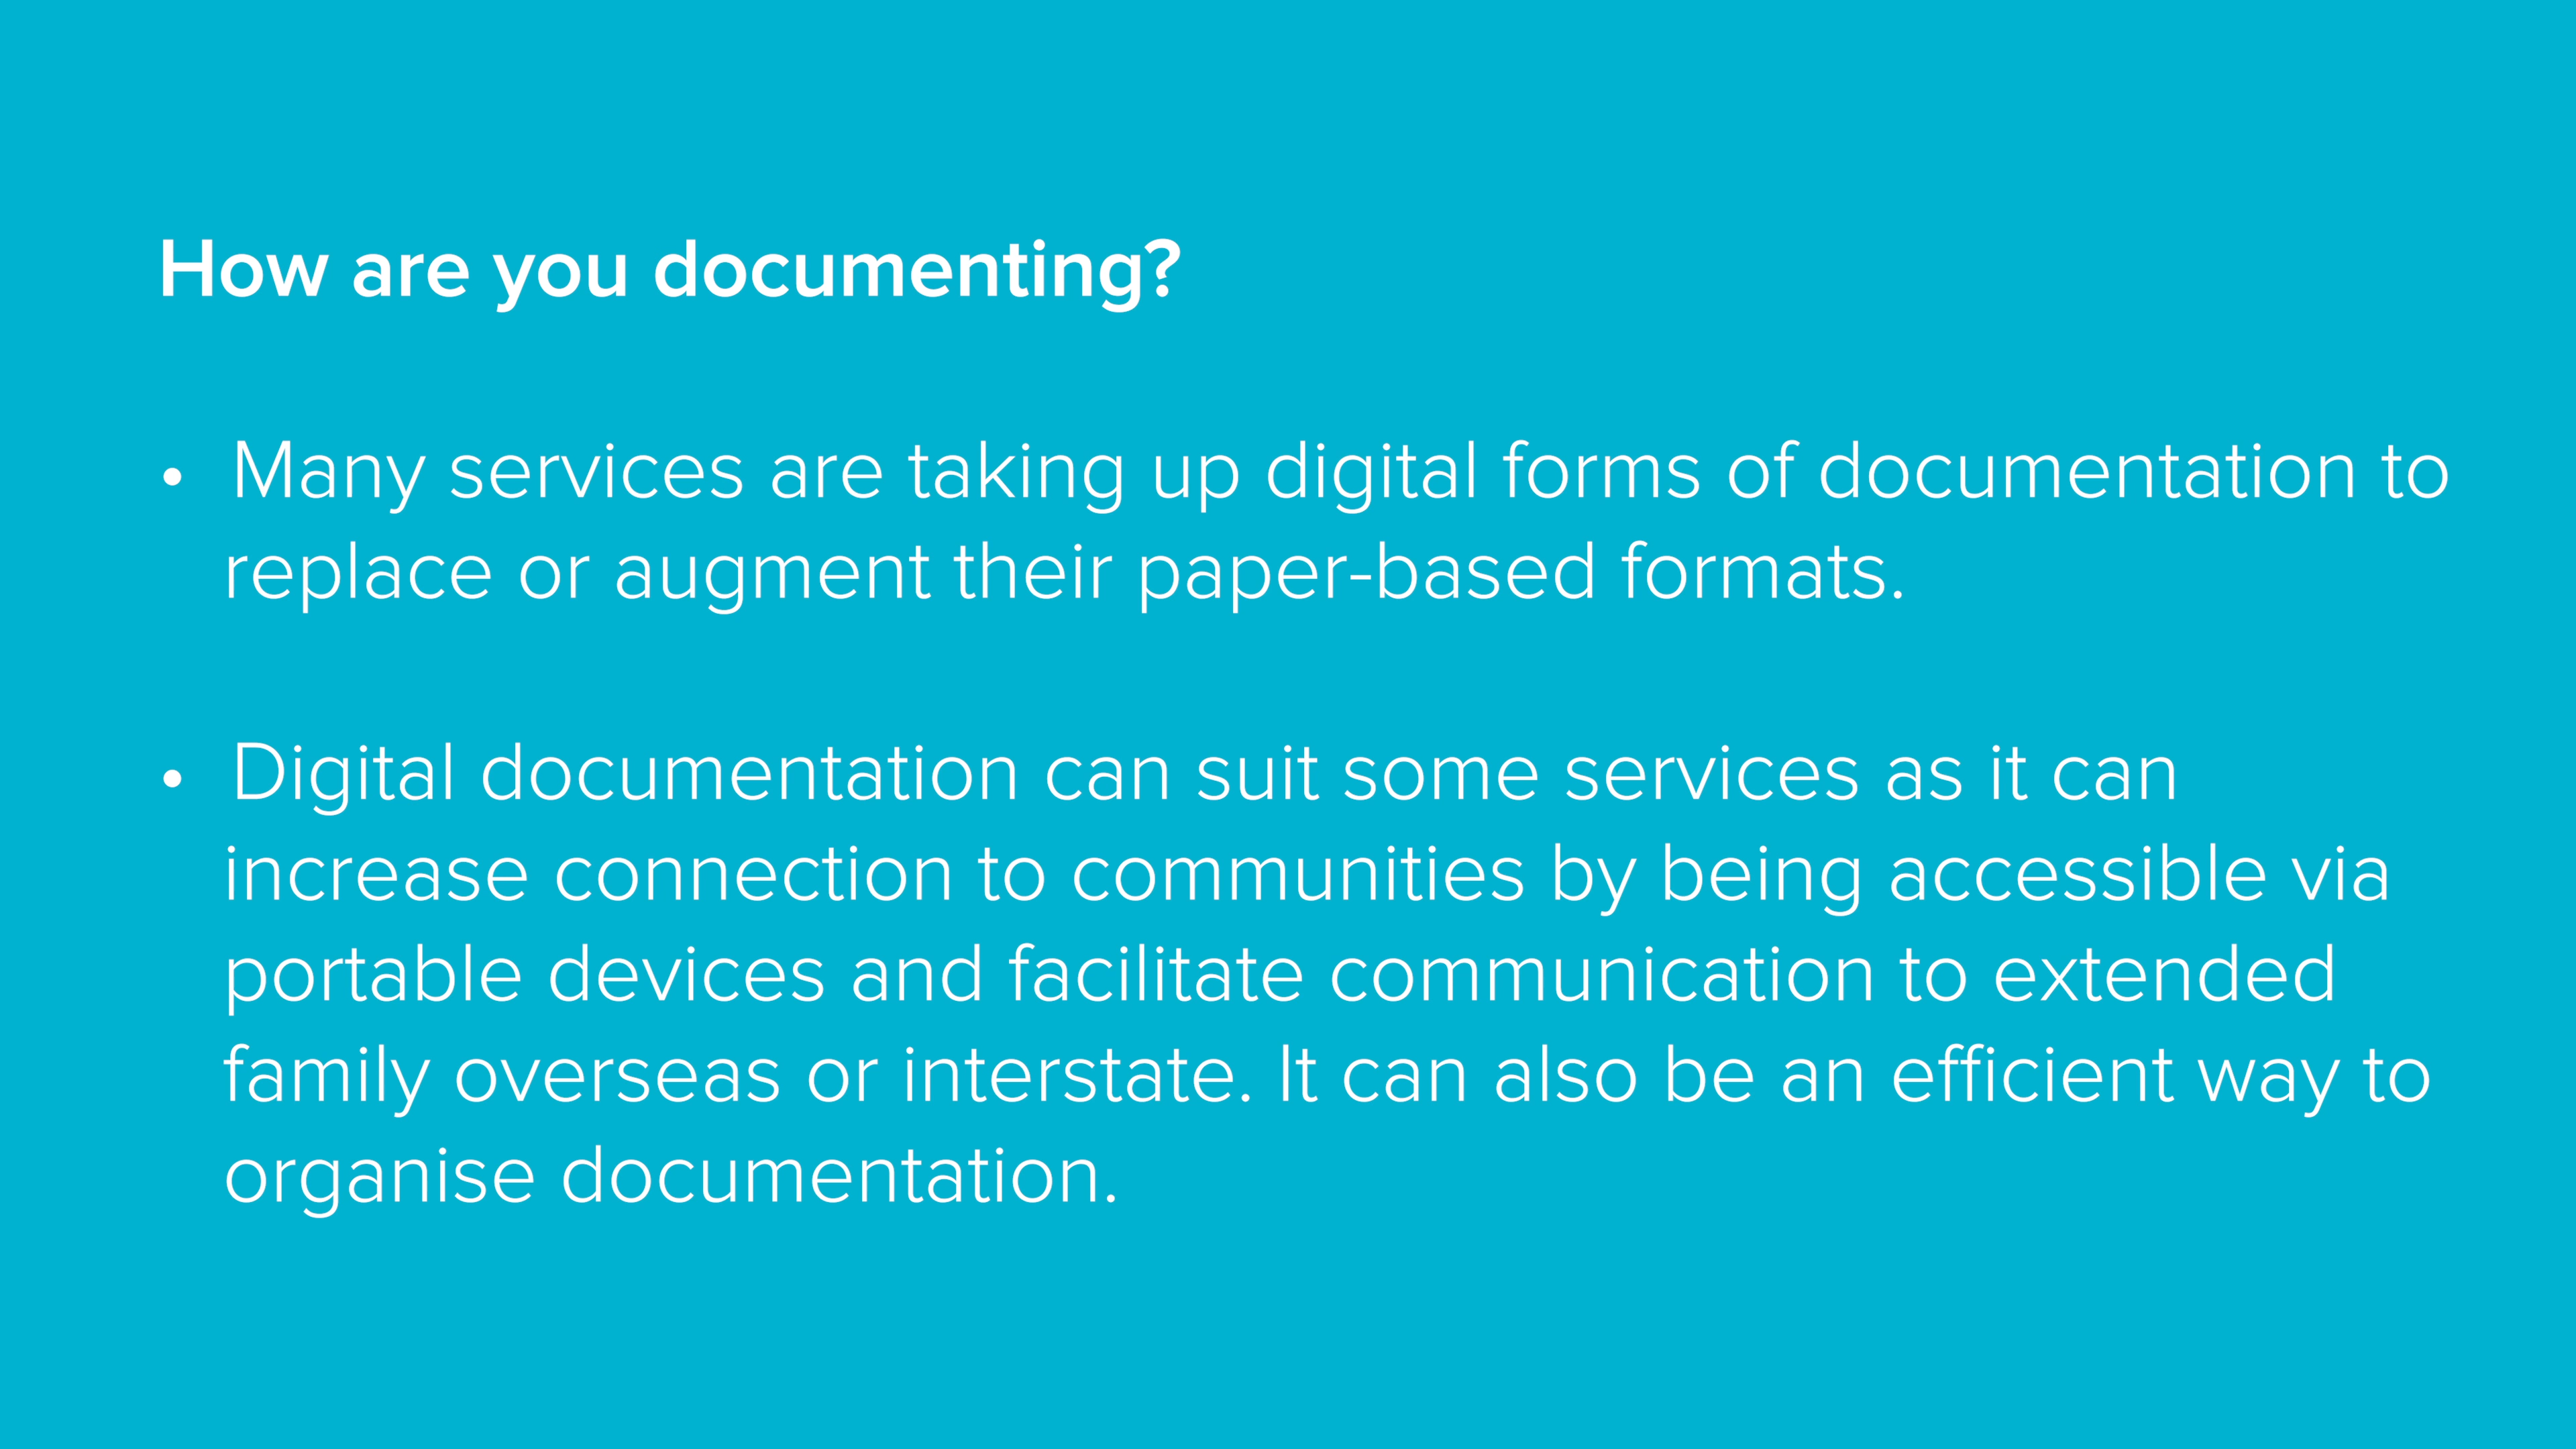 How are you documenting?
• Many services are taking up digital forms of documentation to
replace or augment their paper-based formats.
• Digital documentation can suit some services as it can
increase connection to communities by being accessible via
portable devices and facilitate communication to extended
family overseas or interstate. It can also be an efficient way to
organise documentation.